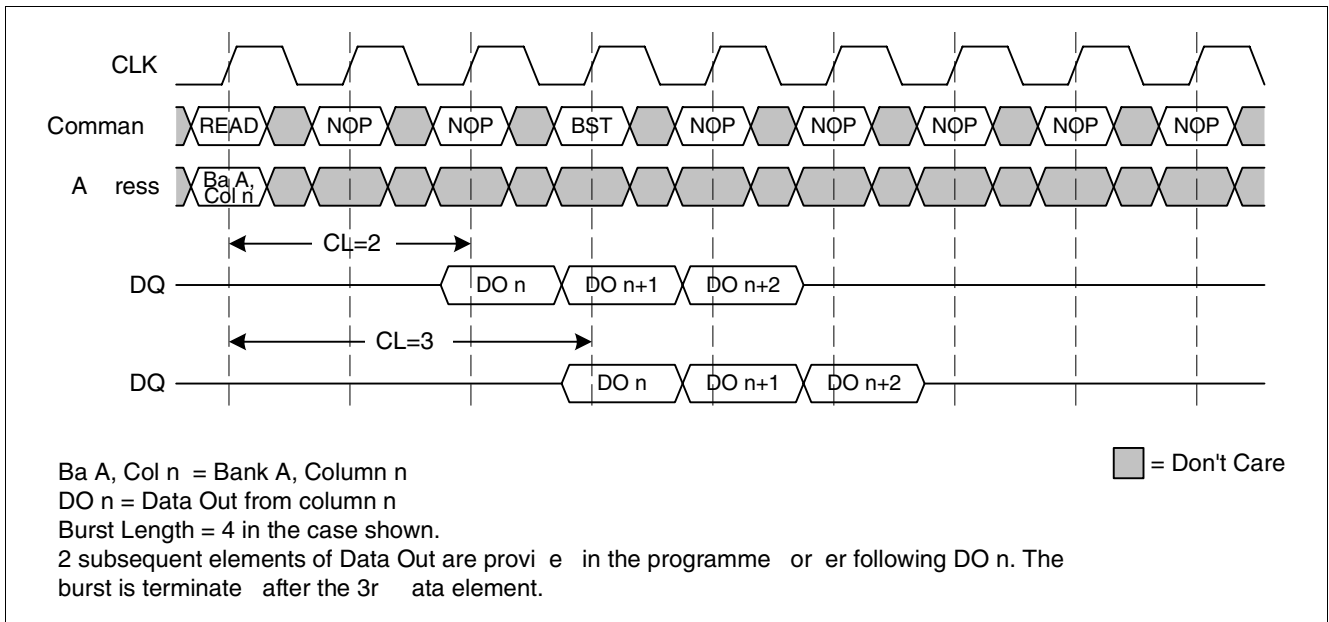 CLK
Comman READ NOP NOP BST NOP NOP NOP NOP NOP
A ress Ba A, Col n
CL=2
DQ DO n DO n+1 DO n+2
CL=3
DQ DO n DO n+1 DO n+2
Ba A, Col n = Bank A, Column n
= Don't Care
DO n = Data Out from column n
Burst Length = 4 in the case shown.
2 subsequent elements of Data Out are provi e in the programme or er following DO n. The
burst is terminate after the 3r ata element.